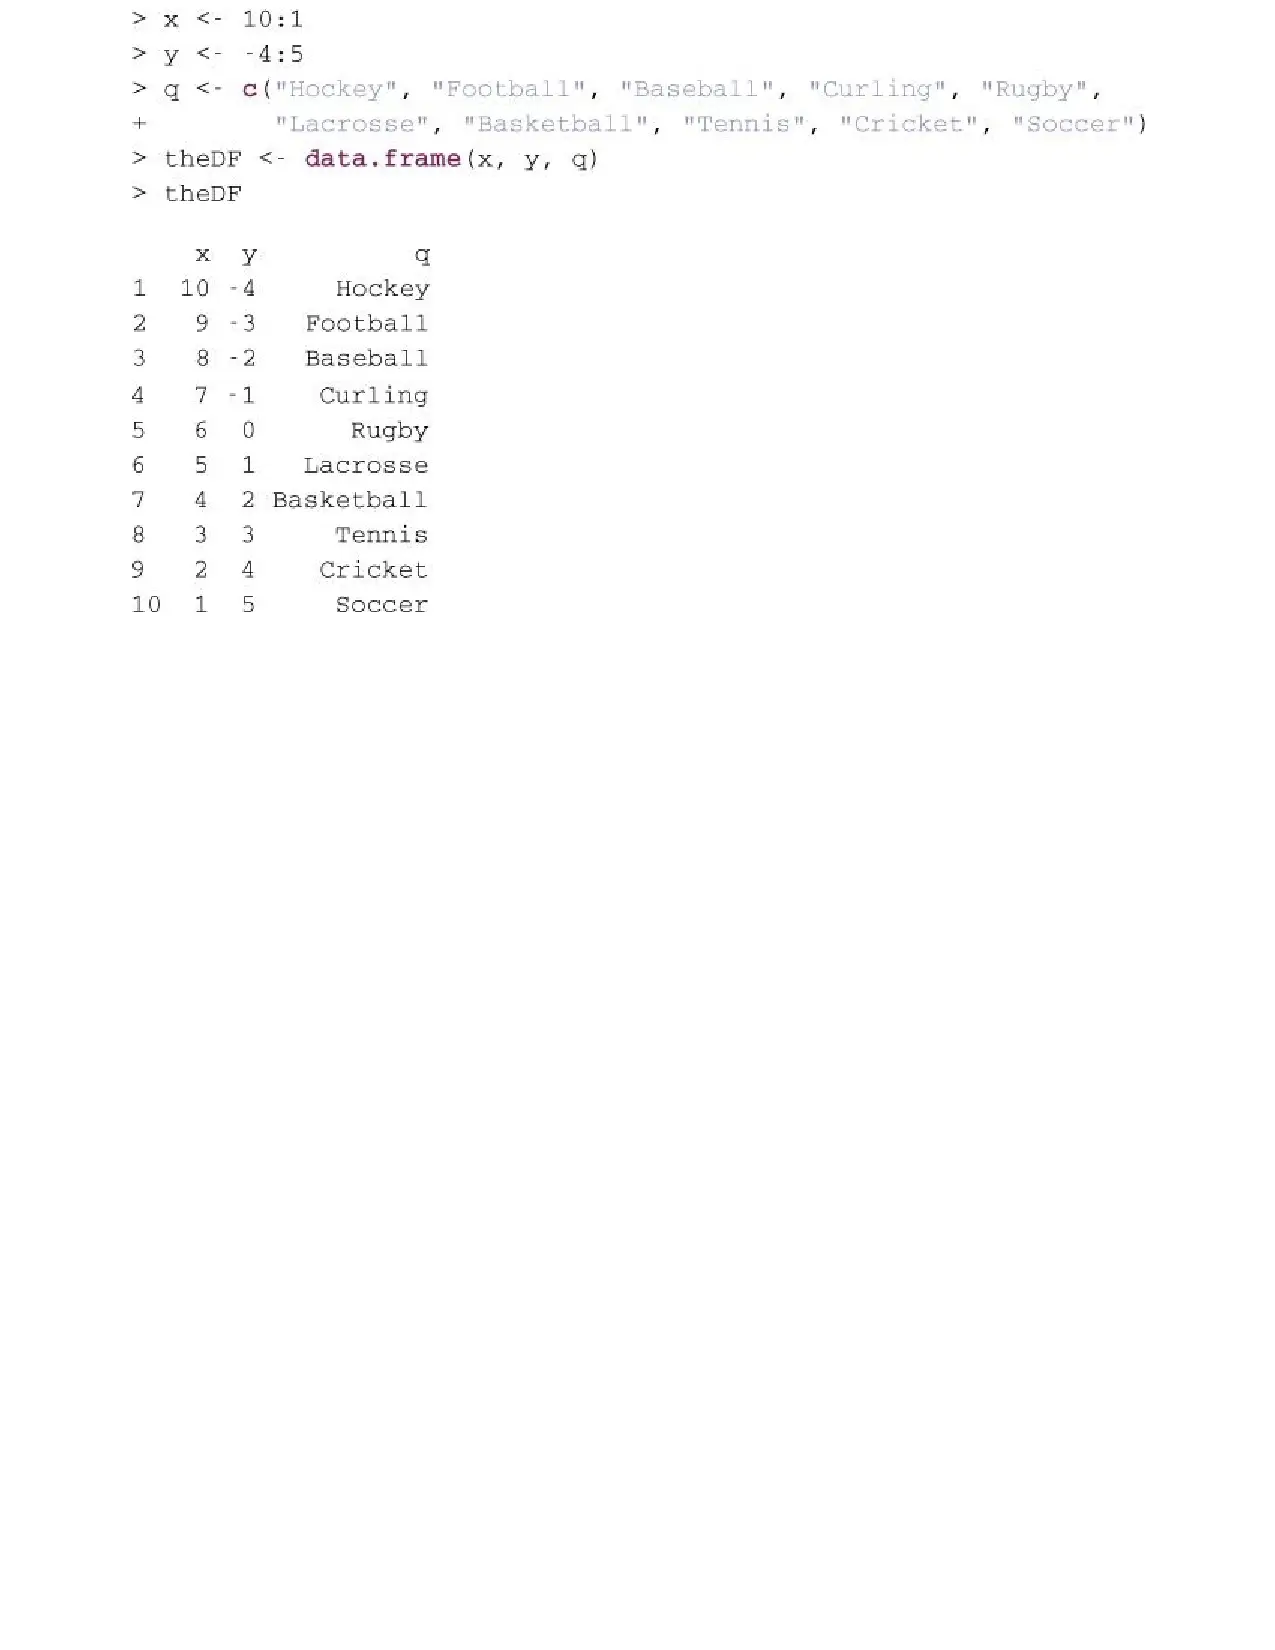 > x <- 10:1
> y <- -4:5
> q <- c("Hockey", "Football", "Baseball", "Curling", "Rugby",
+        "Lacrosse", "Basketball", "Tennis", "Cricket", "Soccer")
> theDF <- data.frame(x, y, q)
> theDF
    x  y          q
1  10 -4     Hockey
2   9 -3   Football
3   8 -2   Baseball
4   7 -1    Curling
5   6  0      Rugby
6   5  1   Lacrosse
7   4  2 Basketball
8   3  3     Tennis
9   2  4    Cricket
10  1  5     Soccer